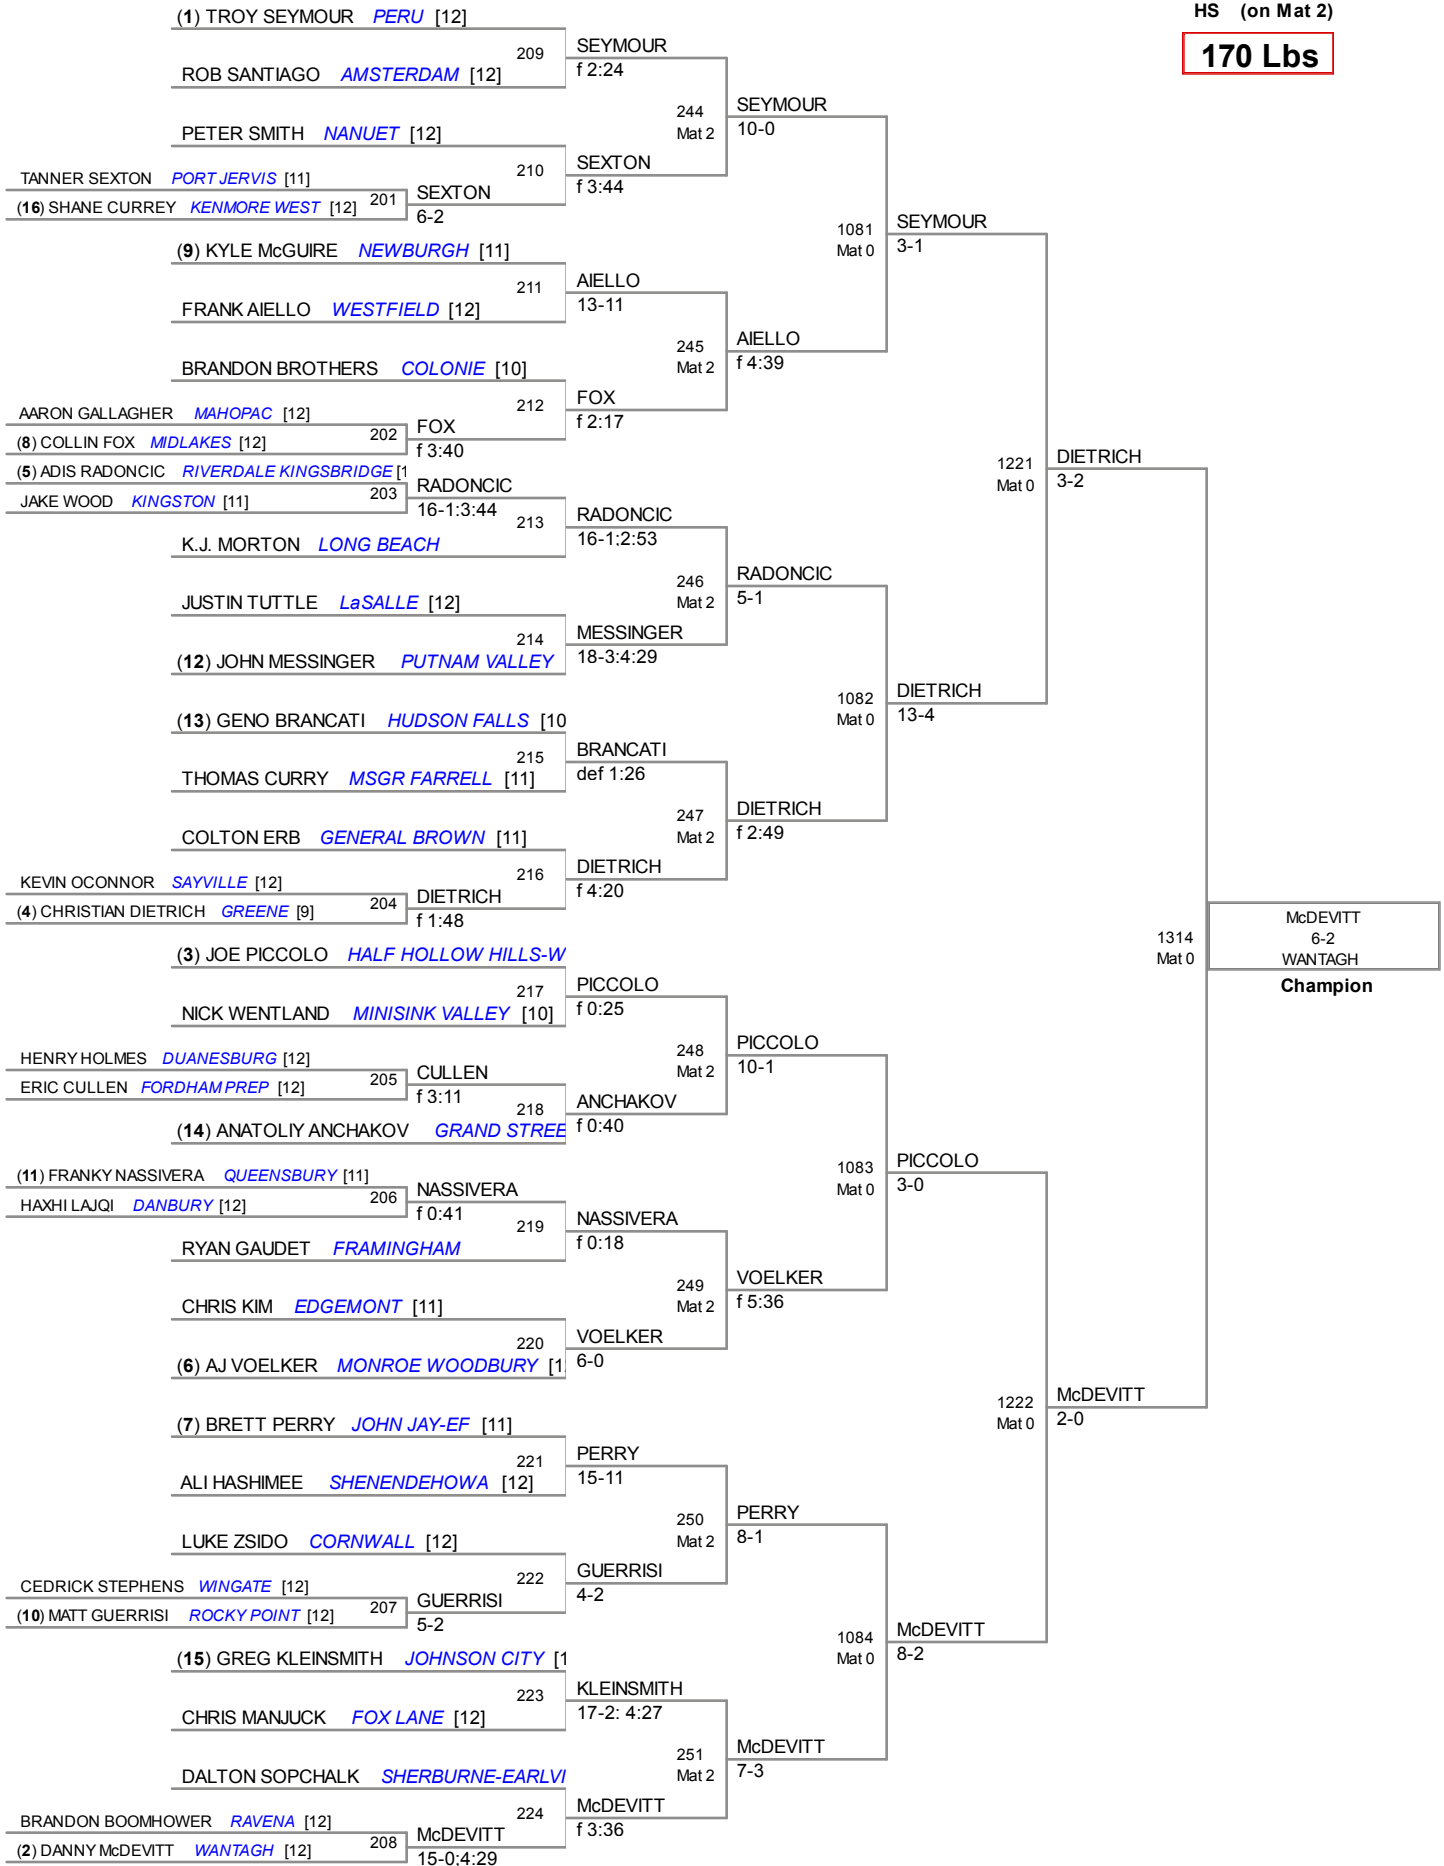 HS (on Mat 2)
170 Lbs
(1) TROY SEYMOUR PERU [12]
209
SEYMOUR
f 2:24
ROB SANTIAGO AMSTERDAM [12]
244
Mat 2
SEYMOUR
10-0
PETER SMITH NANUET [12]
210
SEXTON
f 3:44
TANNER SEXTON PORT JERVIS [11]
201
SEXTON
6-2
(16) SHANE CURREY KENMORE WEST [12]
1081
Mat 0
SEYMOUR
3-1
(9) KYLE McGUIRE NEWBURGH [11]
211
AIELLO
13-11
FRANK AIELLO WESTFIELD [12]
245
Mat 2
AIELLO
f 4:39
BRANDON BROTHERS COLONIE [10]
212
FOX
f 2:17
AARON GALLAGHER MAHOPAC [12]
202
FOX
f 3:40
(8) COLLIN FOX MIDLAKES [12]
1221
Mat 0
DIETRICH
3-2
(5) ADIS RADONCIC RIVERDALE KINGSBRIDGE [1
203
RADONCIC
16-1:3:44
JAKE WOOD KINGSTON [11]
213
RADONCIC
16-1;2:53
K.J. MORTON LONG BEACH
246
Mat 2
RADONCIC
5-1
JUSTIN TUTTLE LaSALLE [12]
214
MESSINGER
18-3:4:29
(12) JOHN MESSINGER PUTNAM VALLEY
1082
Mat 0
DIETRICH
13-4
(13) GENO BRANCATI HUDSON FALLS [10
215
BRANCATI
def 1:26
THOMAS CURRY MSGR FARRELL [11]
247
Mat 2
DIETRICH
f 2:49
COLTON ERB GENERAL BROWN [11]
216
DIETRICH
f 4:20
KEVIN OCONNOR SAYVILLE [12]
204
DIETRICH
f 1:48
(4) CHRISTIAN DIETRICH GREENE [9]
1314
Mat 0
McDEVITT
6-2
WANTAGH
Champion
(3) JOE PICCOLO HALF HOLLOW HILLS-W
217
PICCOLO
f 0:25
NICK WENTLAND MINISINK VALLEY [10]
248
Mat 2
PICCOLO
10-1
HENRY HOLMES DUANESBURG [12]
205
CULLEN
f 3:11
ERIC CULLEN FORDHAM PREP [12]
218
ANCHAKOV
f 0:40
(14) ANATOLIY ANCHAKOV GRAND STREE
1083
Mat 0
PICCOLO
3-0
(11) FRANKY NASSIVERA QUEENSBURY [11]
206
NASSIVERA
f 0:41
HAXHI LAJQI DANBURY [12]
219
NASSIVERA
f 0:18
RYAN GAUDET FRAMINGHAM
249
Mat 2
VOELKER
f 5:36
CHRIS KIM EDGEMONT [11]
220
VOELKER
6-0
(6) AJ VOELKER MONROE WOODBURY [1
1222
Mat 0
McDEVITT
2-0
(7) BRETT PERRY JOHN JAY-EF [11]
221
PERRY
15-11
ALI HASHIMEE SHENENDEHOWA [12]
250
Mat 2
PERRY
8-1
LUKE ZSIDO CORNWALL [12]
222
GUERRISI
4-2
CEDRICK STEPHENS WINGATE [12]
207
GUERRISI
5-2
(10) MATT GUERRISI ROCKY POINT [12]
1084
Mat 0
McDEVITT
8-2
(15) GREG KLEINSMITH JOHNSON CITY [1
223
KLEINSMITH
17-2: 4:27
CHRIS MANJUCK FOX LANE [12]
251
Mat 2
McDEVITT
7-3
DALTON SOPCHALK SHERBURNE-EARLVI
224
McDEVITT
f 3:36
BRANDON BOOMHOWER RAVENA [12]
208
McDEVITT
15-0;4:29
(2) DANNY McDEVITT WANTAGH [12]